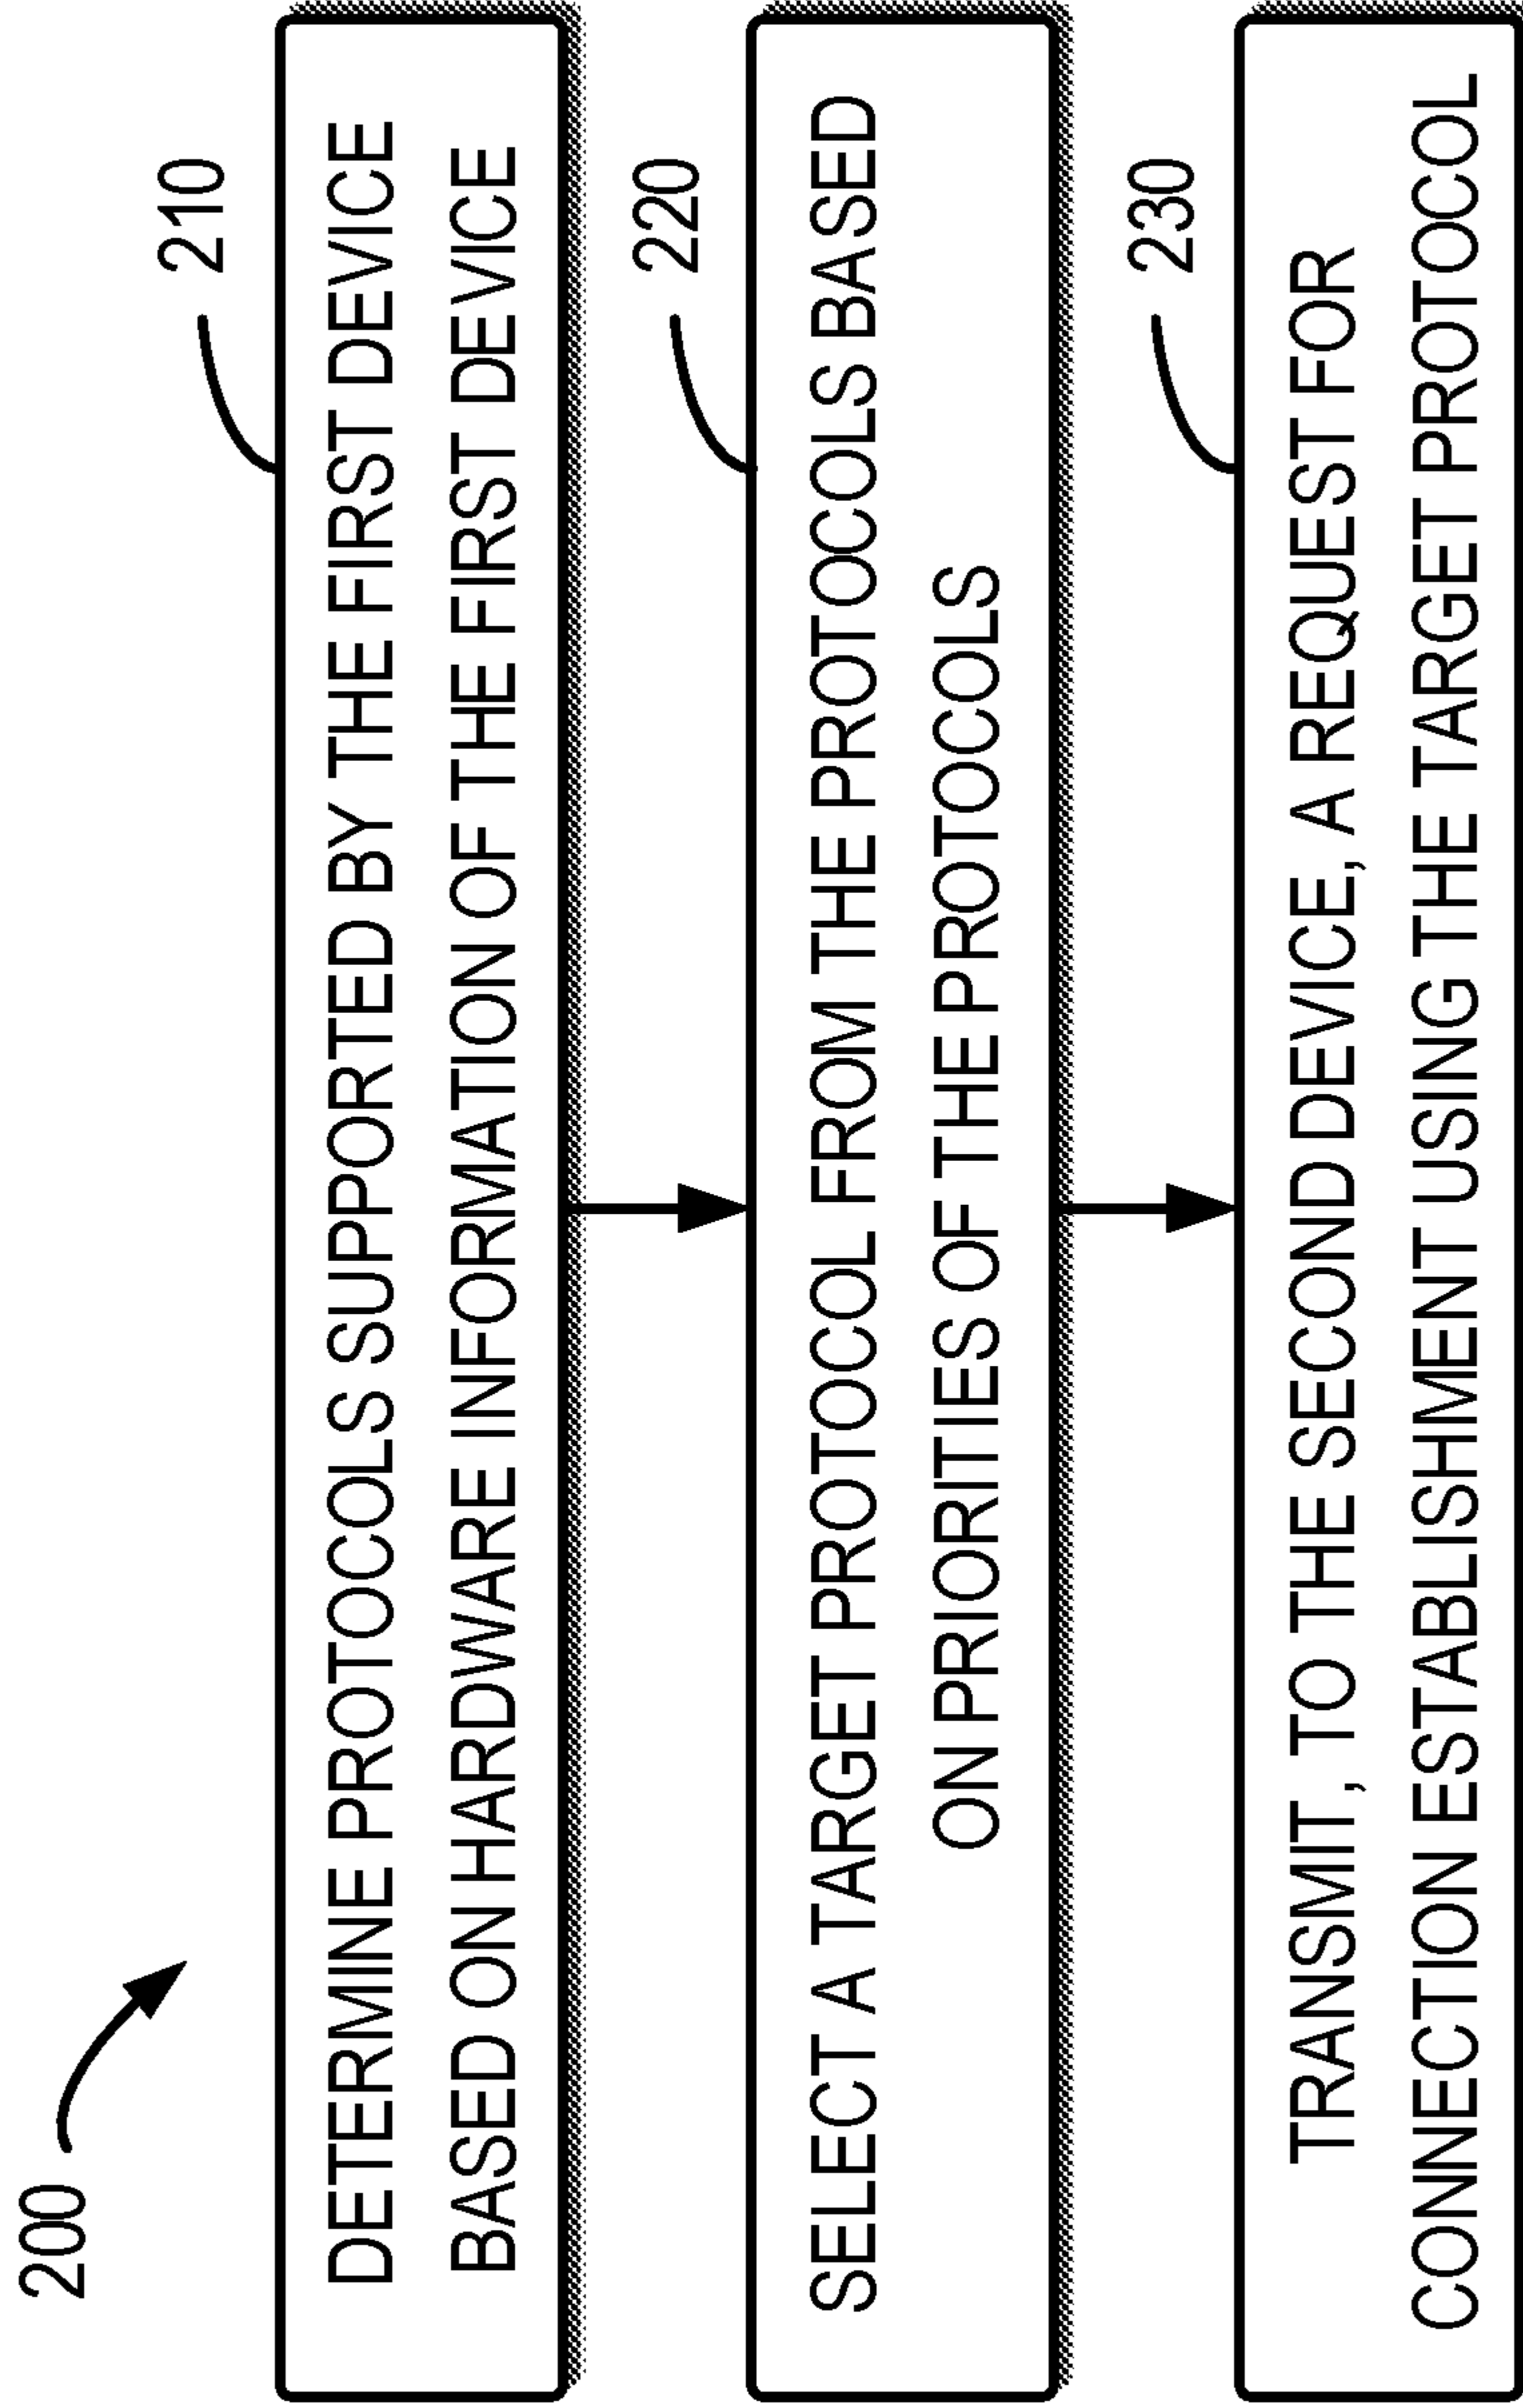 200
210
DETERMINE PROTOCOLS SUPPORTED BY THE FIRST DEVICE
BASED ON HARDWARE INFORMATION OF THE FIRST DEVICE
220
SELECT A TARGET PROTOCOL FROM THE PROTOCOLS BASED
ON PRIORITIES OF THE PROTOCOLS
230
TRANSMIT, TO THE SECOND DEVICE, A REQUEST FOR
CONNECTION ESTABLISHMENT USING THE TARGET PROTOCOL